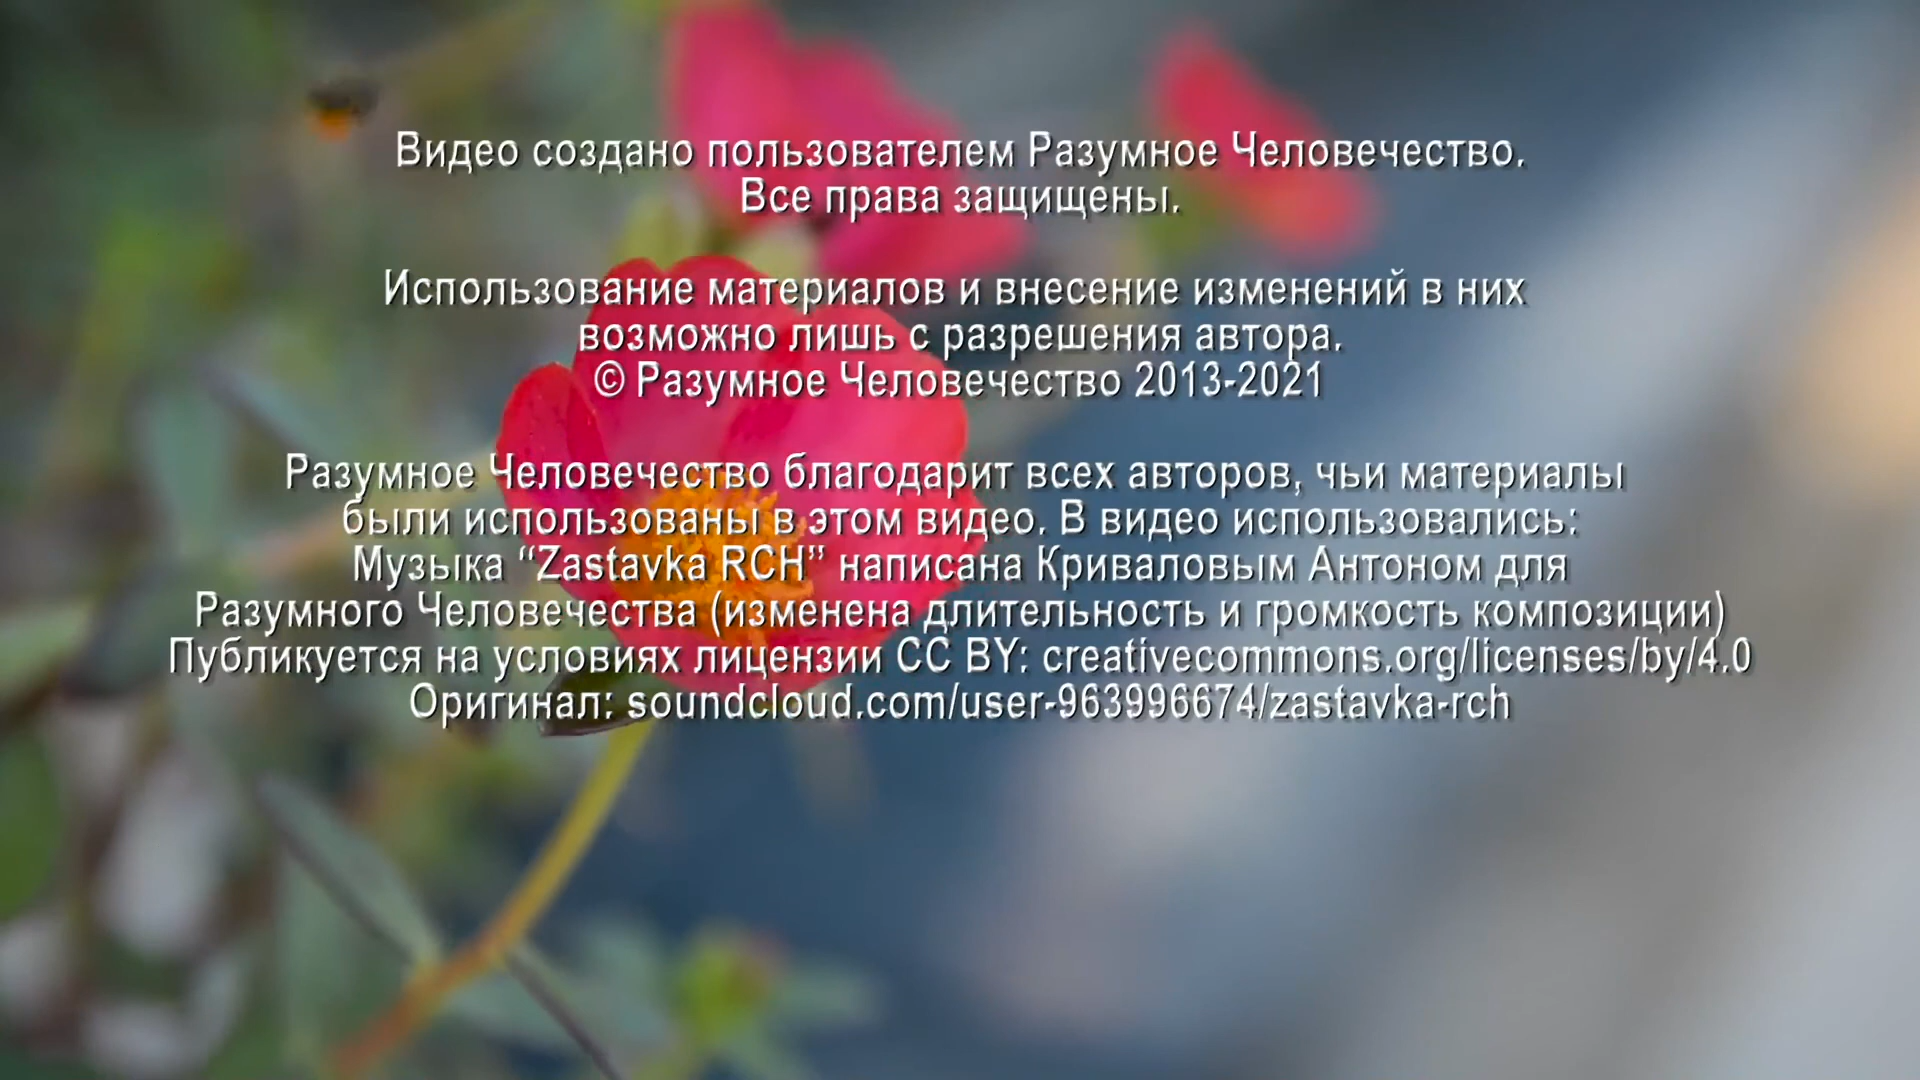 Видео создано пользователем Разумное Человечество.
Все права защищены.
Использование материалов и внесение изменений в них
возможно лишь с разрешения автора.
© Разумное Человечество 2013-2021
Разумное Человечество благодарит всех авторов, чьи материалы
были использованы в этом видео. В видео использовались:
Музыка “Zastavka RCH” написана Криваловым Антоном для
Разумного Человечества (изменена длительность и громкость композиции)
Публикуется на условиях лицензии CC BY: creativecommons.org/licenses/by/4.0
Оригинал: soundcloud.com/user-963996674/zastavka-rch